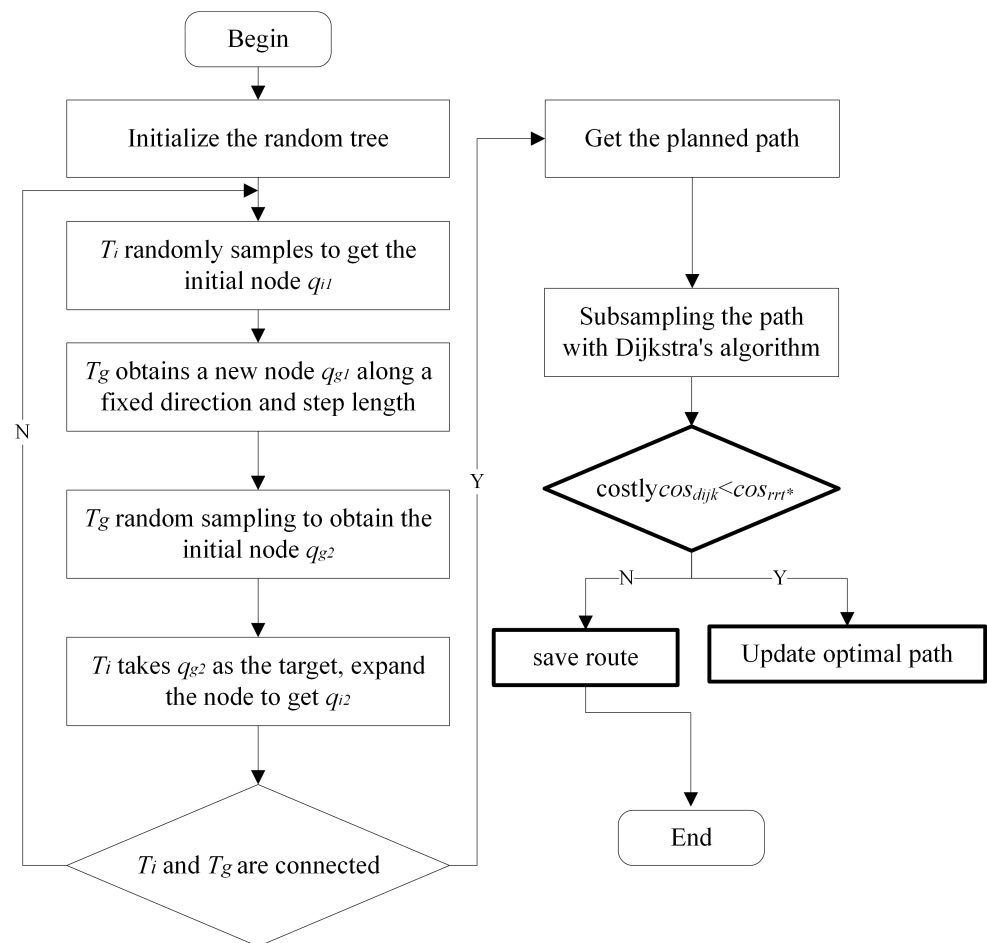 Begin
Initialize the random tree
Ti randomly samples to get the
initial node qi1
Tg obtains a new node qg1 along a
fixed direction and step length
N
Tg random sampling to obtain the
initial node qg2
Ti takes qg2 as the target, expand
the node to get qi2
Ti and Tg are connected
Y
Get the planned path
Subsampling the path
with Dijkstra's algorithm
costlycosdijk<cosrrt*
N
Y
save route
Update optimal path
End